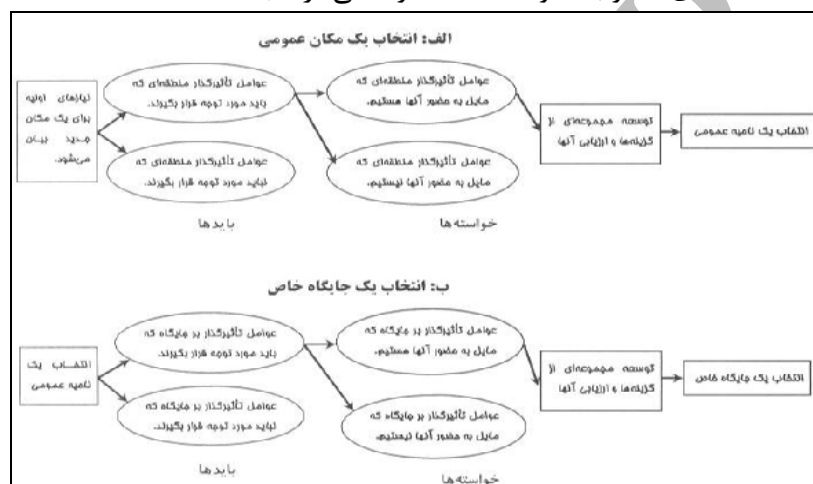 الف: انتخاب یک مکان عمومی
نیازهای اولیه
برای یک مکان
جدید بیان
می‌شود.
عوامل تأثیرگذار منطقه‌ای که
باید مورد توجه قرار بگیرند.
عوامل تأثیرگذار منطقه‌ای که
نباید مورد توجه قرار بگیرند.
بایدها
عوامل تأثیرگذار منطقه‌ای که
مایل به حضور آنها هستیم.
عوامل تأثیرگذار منطقه‌ای که
مایل به حضور آنها نیستیم.
خواسته‌ها
توسعه مجموعه‌ای از
گزینه‌ها و ارزیابی آنها
انتخاب یک ناحیه عمومی
ب: انتخاب یک جایگاه خاص
انتخاب یک
ناحیه عمومی
عوامل تأثیرگذار بر جایگاه که
باید مورد توجه قرار بگیرند.
عوامل تأثیرگذار بر جایگاه که
نباید مورد توجه قرار بگیرند.
بایدها
عوامل تأثیرگذار بر جایگاه که
مایل به حضور آنها هستیم.
عوامل تأثیرگذار بر جایگاه که
مایل به حضور آنها نیستیم.
خواسته‌ها
توسعه مجموعه‌ای از
گزینه‌ها و ارزیابی آنها
انتخاب یک جایگاه خاص